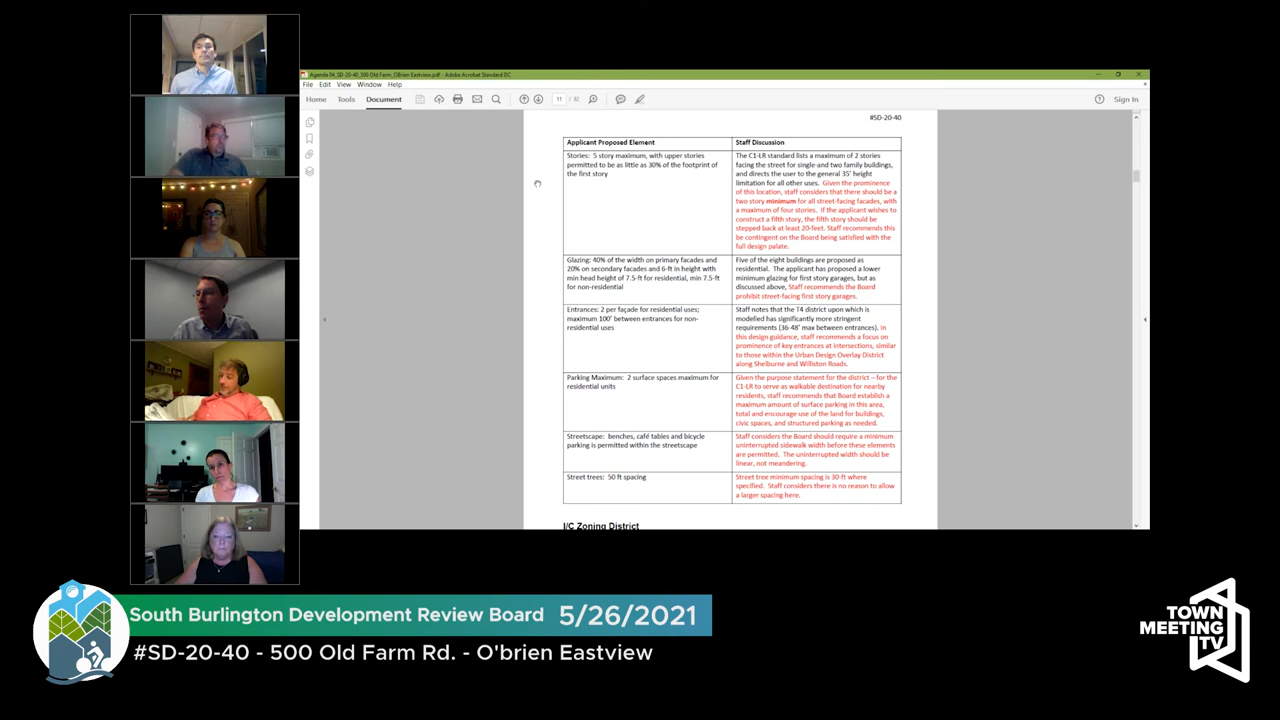 Agenda 04_SD-20-40_500 Old Farm_OBrien Eastview.pdf - Adobe Acrobat Standard DC
File Edit View Window Help
Home Tools Document 11 / 82 Sign In
#SD-20-40
Applicant Proposed Element
Stories: 5 story maximum, with upper stories
permitted to be as little as 30% of the footprint of
the first story
Staff Discussion
The C1-LR standard lists a maximum of 2 stories
facing the street for single-and two family buildings,
and directs the user to the general 35' height
limitation for all other uses. Given the prominence
of this location, staff considers that there should be a
two story minimum for all street-facing facades, with
a maximum of four stories. If the applicant wishes to
construct a fifth story, the fifth story should be
stepped back at least 20-feet. Staff recommends this
be contingent on the Board being satisfied with the
full design palate.
Glazing: 40% of the width on primary facades and
20% on secondary facades and 6-ft in height with
min head height of 7.5-ft for residential, min 7.5-ft
for non-residential
Five of the eight buildings are proposed as
residential. The applicant has proposed a lower
minimum glazing for first story garages, but as
discussed above, Staff recommends the Board
prohibit street-facing first story garages.
Entrances: 2 per façade for residential uses;
maximum 100' between entrances for non-
residential uses
Staff notes that the T4 district upon which is
modelled has significantly more stringent
requirements (36-48' max between entrances). In
this design guidance, staff recommends a focus on
prominence of key entrances at intersections, similar
to those within the Urban Design Overlay District
along Shelburne and Williston Roads.
Parking Maximum: 2 surface spaces maximum for
residential units
Given the purpose statement for the district – for the
C1-LR to serve as walkable destination for nearby
residents, staff recommends that Board establish a
maximum amount of surface parking in this area,
total and encourage use of the land for buildings,
civic spaces, and structured parking as needed.
Streetscape: benches, café tables and bicycle
parking is permitted within the streetscape
Staff considers the Board should require a minimum
uninterrupted sidewalk width before these elements
are permitted. The uninterrupted width should be
linear, not meandering.
Street trees: 50 ft spacing
Street tree minimum spacing is 30-ft where
specified. Staff considers there is no reason to allow
a larger spacing here.
I/C Zoning District
South Burlington Development Review Board 5/26/2021
#SD-20-40 - 500 Old Farm Rd. - O'brien Eastview
TOWN
MEETING
TV